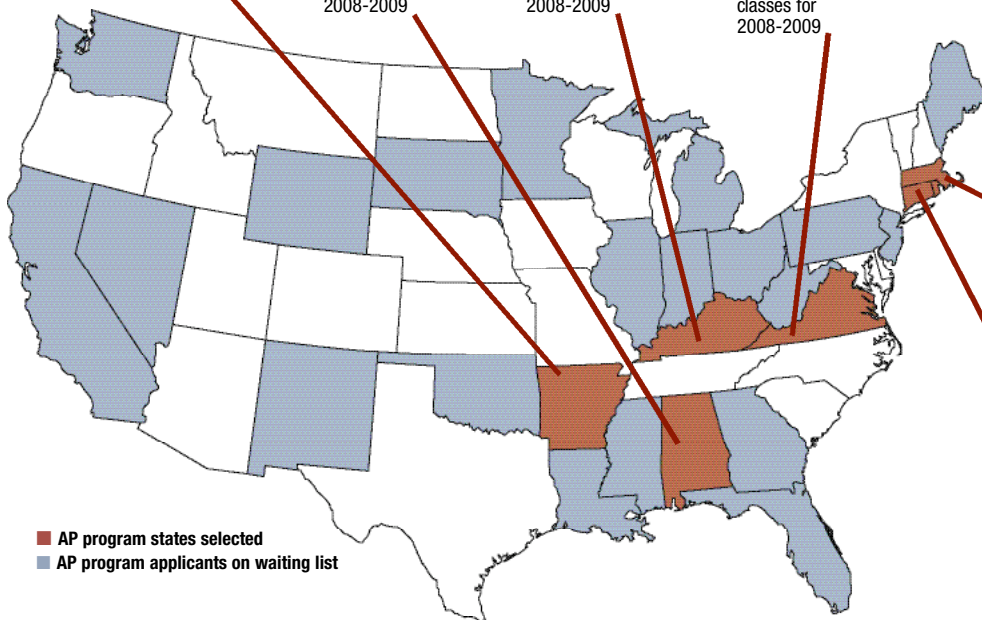 2008-2009
2008-2009
classes for
2008-2009
AP program states selected
AP program applicants on waiting list